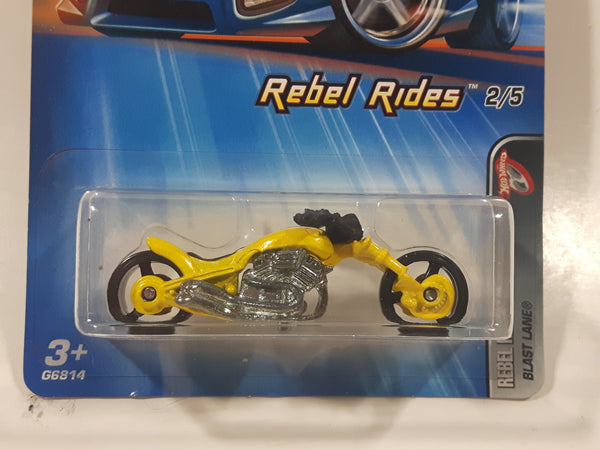 Rebel Rides™ 2/5
3+
G6814
REBEL
BLAST LANE®